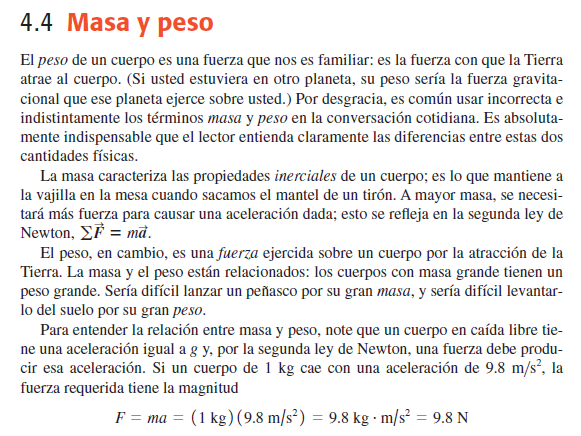 4.4 Masa y peso
El peso de un cuerpo es una fuerza que nos es familiar: es la fuerza con que la Tierra
atrae al cuerpo. (Si usted estuviera en otro planeta, su peso sería la fuerza gravita-
cional que ese planeta ejerce sobre usted.) Por desgracia, es común usar incorrecta e
indistintamente los términos masa y peso en la conversación cotidiana. Es absoluta-
mente indispensable que el lector entienda claramente las diferencias entre estas dos
cantidades físicas.
La masa caracteriza las propiedades inerciales de un cuerpo; es lo que mantiene a
la vajilla en la mesa cuando sacamos el mantel de un tirón. A mayor masa, se necesi-
tará más fuerza para causar una aceleración dada; esto se refleja en la segunda ley de
Newton, ∑F⃗ = ma⃗.
El peso, en cambio, es una fuerza ejercida sobre un cuerpo por la atracción de la
Tierra. La masa y el peso están relacionados: los cuerpos con masa grande tienen un
peso grande. Sería difícil lanzar un peñasco por su gran masa, y sería difícil levantar-
lo del suelo por su gran peso.
Para entender la relación entre masa y peso, note que un cuerpo en caída libre tie-
ne una aceleración igual a g y, por la segunda ley de Newton, una fuerza debe produ-
cir esa aceleración. Si un cuerpo de 1 kg cae con una aceleración de 9.8 m/s², la
fuerza requerida tiene la magnitud
F = ma = (1 kg)(9.8 m/s²) = 9.8 kg · m/s² = 9.8 N